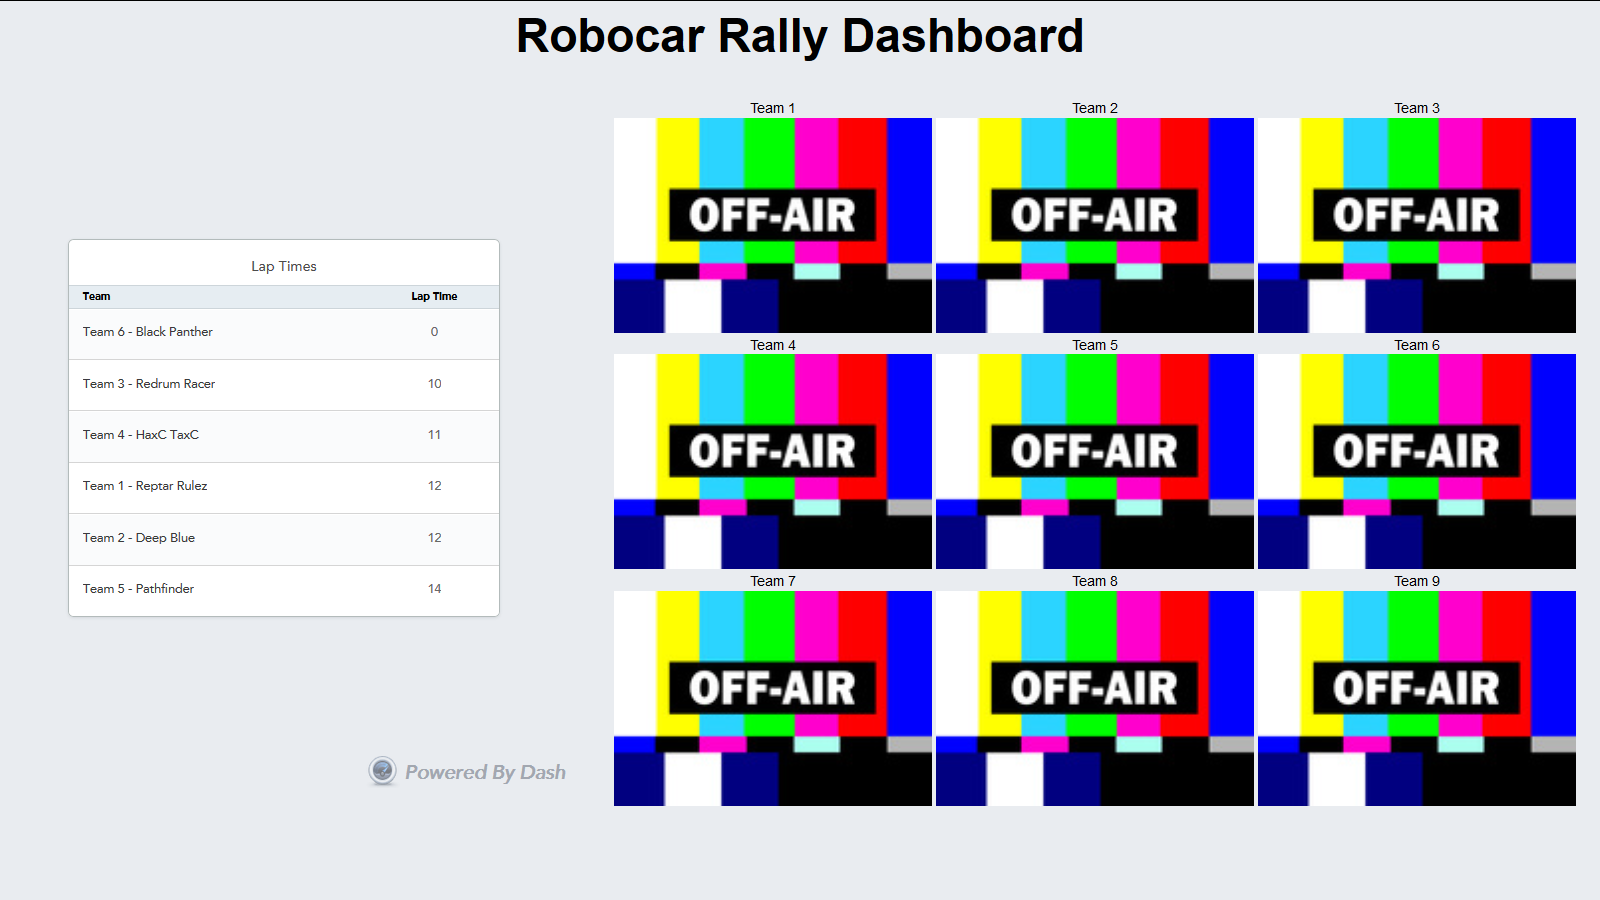 Robocar Rally Dashboard
Lap Times
Team Lap Time
Team 6 - Black Panther 0
Team 3 - Redrum Racer 10
Team 4 - HaxC TaxC 11
Team 1 - Reptar Rulez 12
Team 2 - Deep Blue 12
Team 5 - Pathfinder 14
? Powered By Dash
Team 1 Team 2 Team 3
OFF-AIR OFF-AIR OFF-AIR
Team 4 Team 5 Team 6
OFF-AIR OFF-AIR OFF-AIR
Team 7 Team 8 Team 9
OFF-AIR OFF-AIR OFF-AIR